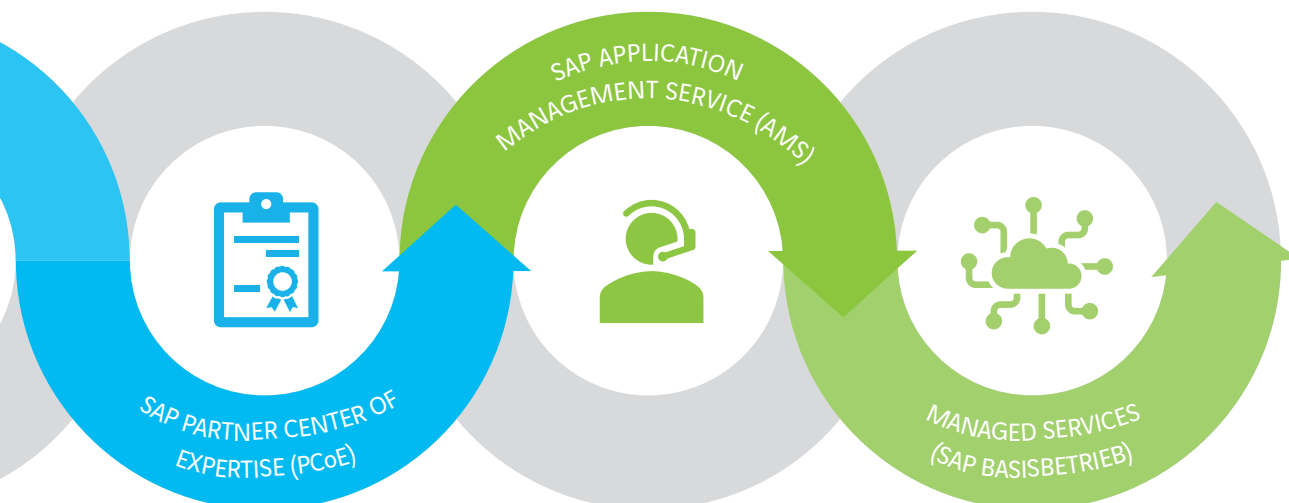 SAP PARTNER CENTER OF
EXPERTISE (PCoE)
SAP APPLICATION
MANAGEMENT SERVICE (AMS)
MANAGED SERVICES
(SAP BASISBETRIEB)